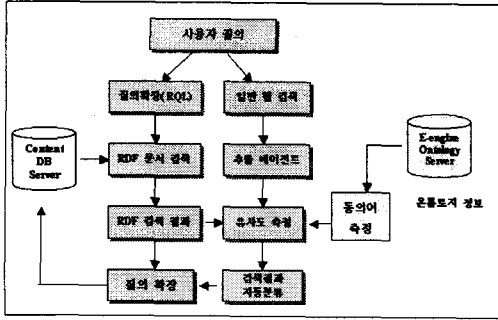 사용자 질의
질의확장(RQL)
일반 웹 검색
Content
DB
Server
RDF 문서 검색
추출 에이전트
E-engine
Ontology
Server
RDF 검색 결과
유사도 측정
동의어
측정
온톨로지 정보
질의 확장
검색결과
자동분류